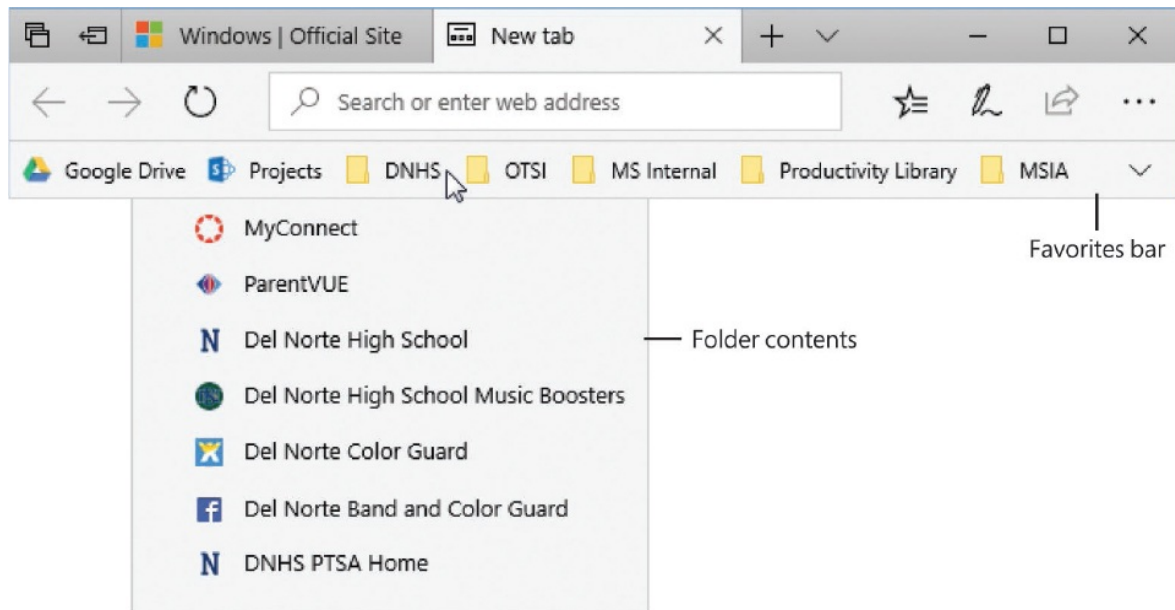 Windows | Official Site New tab
Search or enter web address
Google Drive Projects DNHS OTSI MS Internal Productivity Library MSIA
Favorites bar
MyConnect
ParentVUE
Del Norte High School
Folder contents
Del Norte High School Music Boosters
Del Norte Color Guard
Del Norte Band and Color Guard
DNHS PTSA Home